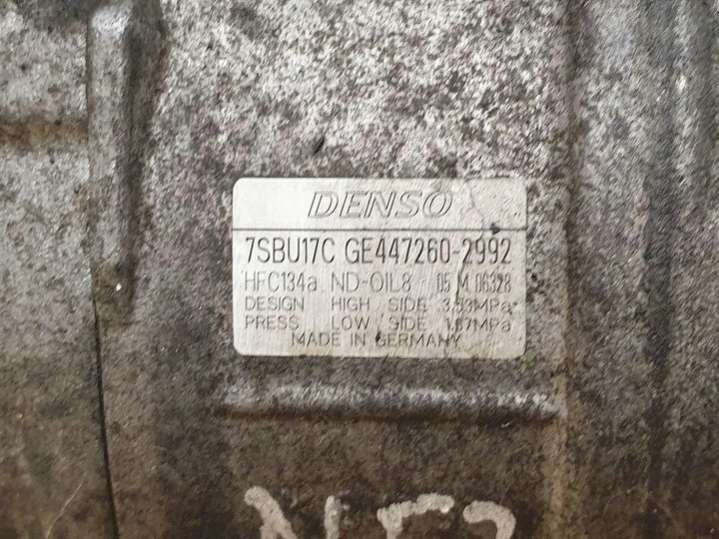 DENSO
7SBU17C GE447260-2992
HFC134a ND-OIL8 05 M 06328
DESIGN HIGH SIDE 3.93MPa
PRESS LOW SIDE 1.67MPa
MADE IN GERMANY